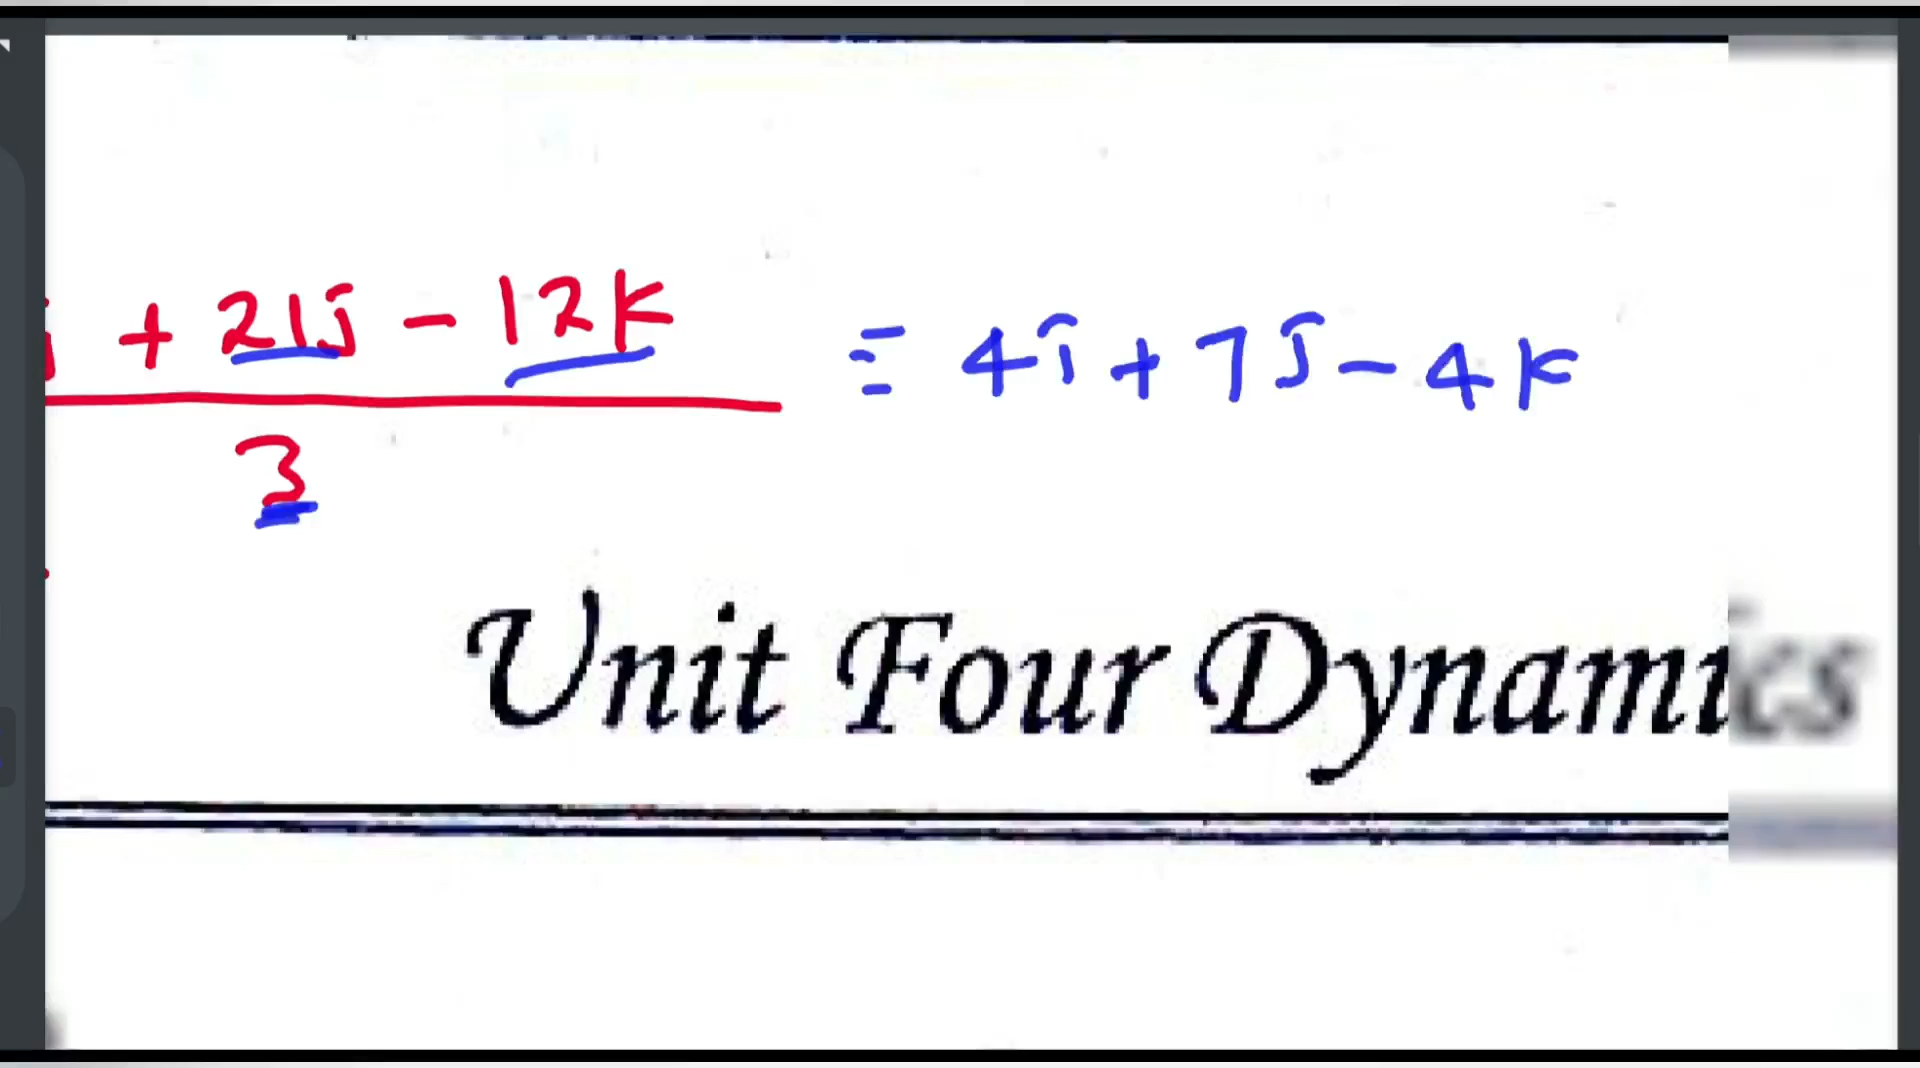 + 21j - 12k = 4i + 7j - 4k
3
Unit Four Dynamics